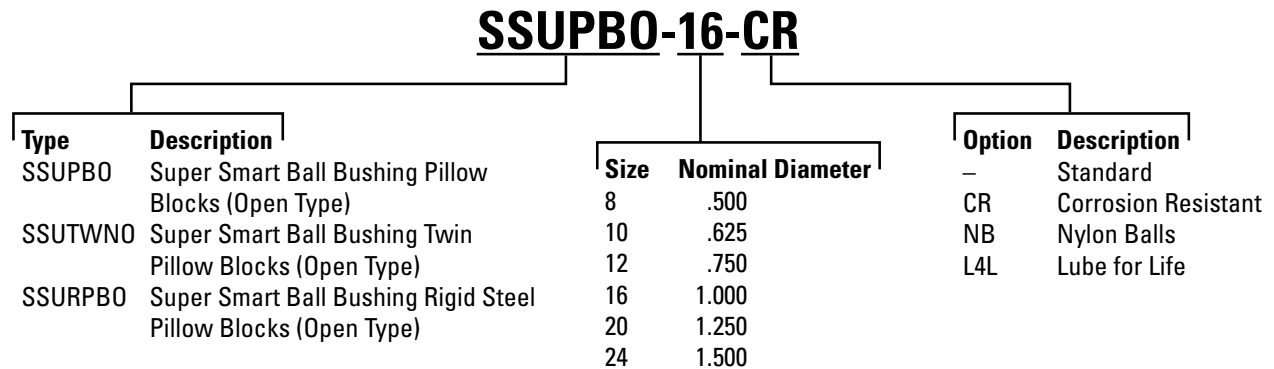 SSUPBO-16-CR
Type Description
SSUPBO Super Smart Ball Bushing Pillow
Blocks (Open Type)
SSUTWNO Super Smart Ball Bushing Twin
Pillow Blocks (Open Type)
SSURPBO Super Smart Ball Bushing Rigid Steel
Pillow Blocks (Open Type)
Size Nominal Diameter
8 .500
10 .625
12 .750
16 1.000
20 1.250
24 1.500
Option Description
– Standard
CR Corrosion Resistant
NB Nylon Balls
L4L Lube for Life